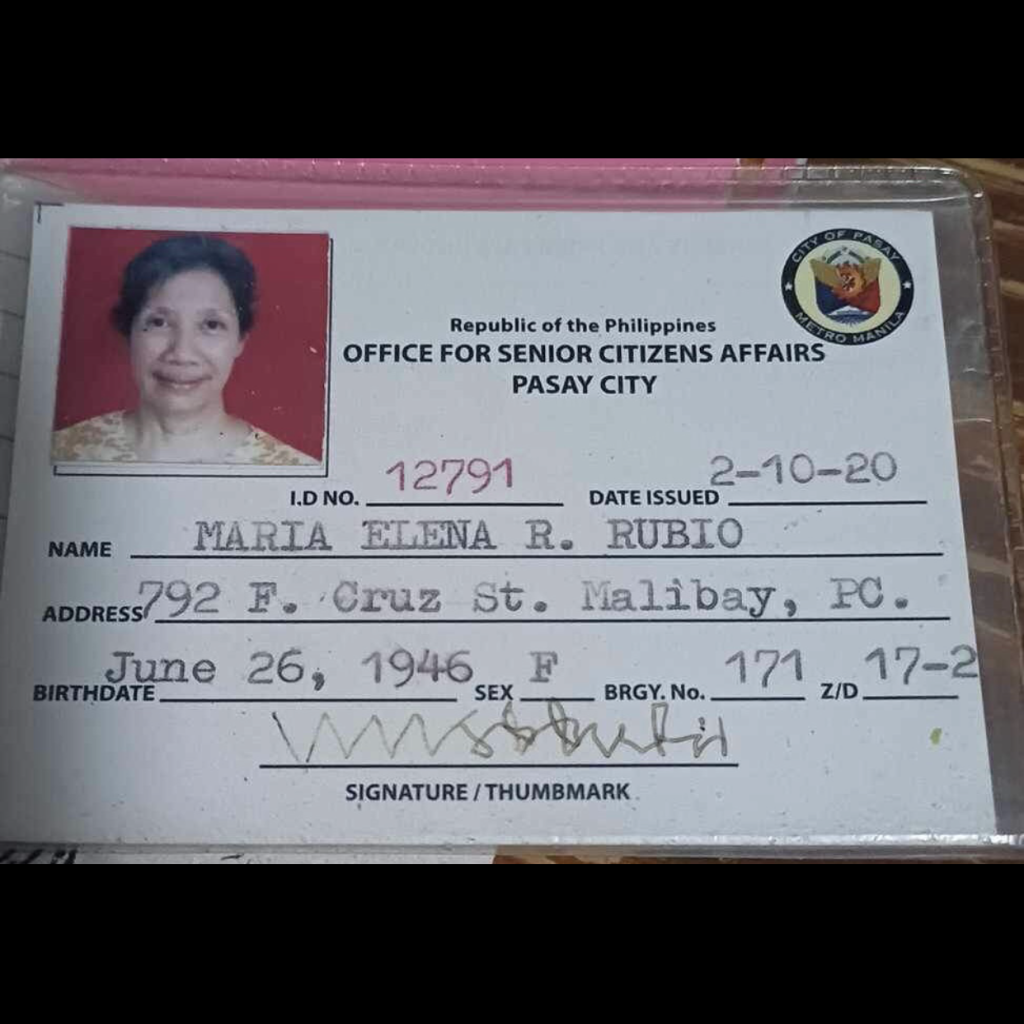 CITY OF PASAY
METRO MANILA
Republic of the Philippines
OFFICE FOR SENIOR CITIZENS AFFAIRS
PASAY CITY
I.D NO. 12791 DATE ISSUED 2-10-20
NAME MARIA ELENA R. RUBIO
ADDRESS 792 F. Cruz St. Malibay, PC.
BIRTHDATE June 26, 1946 SEX F BRGY. No. 171 Z/D 17-2
SIGNATURE / THUMBMARK